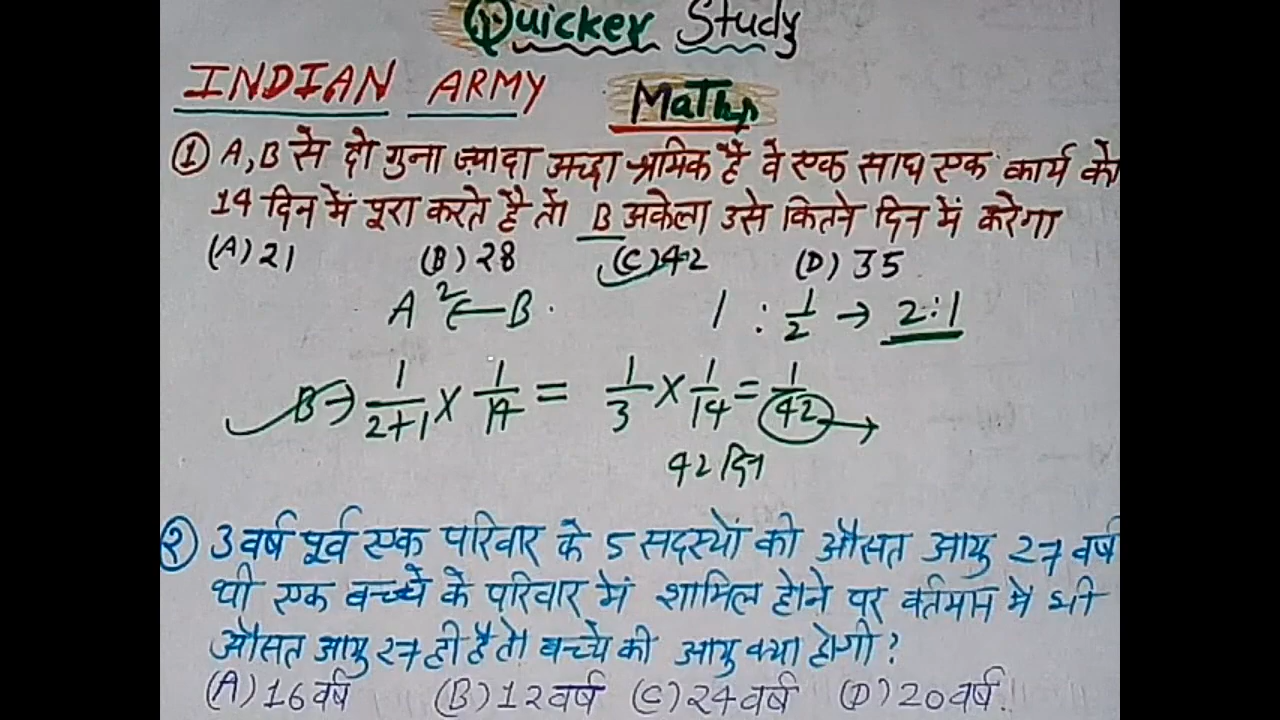 Quicker Study
INDIAN ARMY Maths
① A, B से दो गुना ज़्यादा अच्छा श्रमिक है वे एक साथ एक कार्य को
14 दिन में पूरा करते है तो B अकेला उसे कितने दिन में करेगा
(A) 21 (B) 28 (C) 42 (D) 35
A 2 ← B 1 : 1/2 → 2:1
B → 1/2+1 × 1/14 = 1/3 × 1/14 = 1/42 →
42 दिन
② 3 वर्ष पूर्व एक परिवार के 5 सदस्यों की औसत आयु 27 वर्ष
थी एक बच्चे के परिवार में शामिल होने पर वर्तमान में भी
औसत आयु 27 ही है तो बच्चे की आयु क्या होगी?
(A) 16 वर्ष (B) 12 वर्ष (C) 24 वर्ष (D) 20 वर्ष